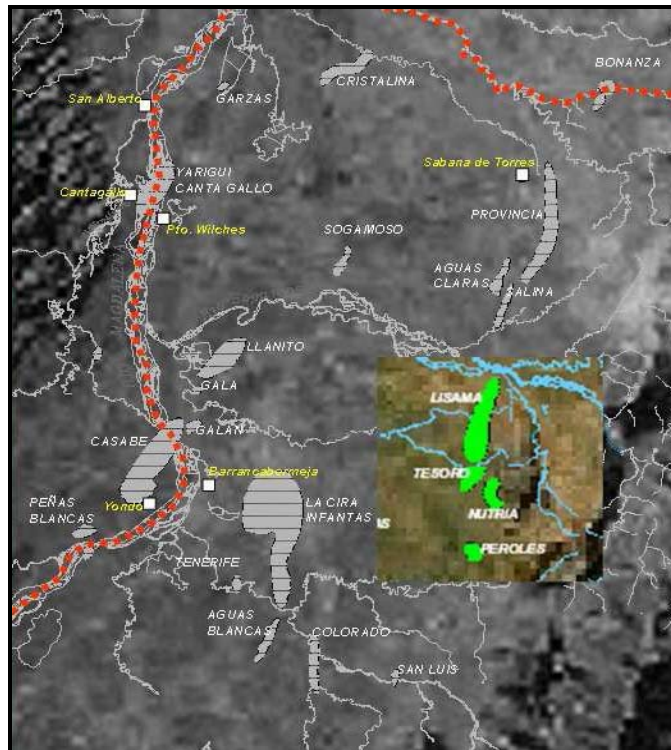 BONANZA
CRISTALINA
GARZAS
San Alberto
YARIGUI
CANTA GALLO
Cantagallo
Sabana de Torres
PROVINCIA
Pto. Wilches
SOGAMOSO
AGUAS
CLARAS
SALINA
LLANITO
GALA
LISAMA
CASABE
GALAN
Barrancabermeja
TESORO
PEÑAS
BLANCAS
Yondo
LA CIRA
INFANTAS
NUTRIA
AS
PEROLES
TENERIFE
AGUAS
BLANCAS
COLORADO
SAN LUIS